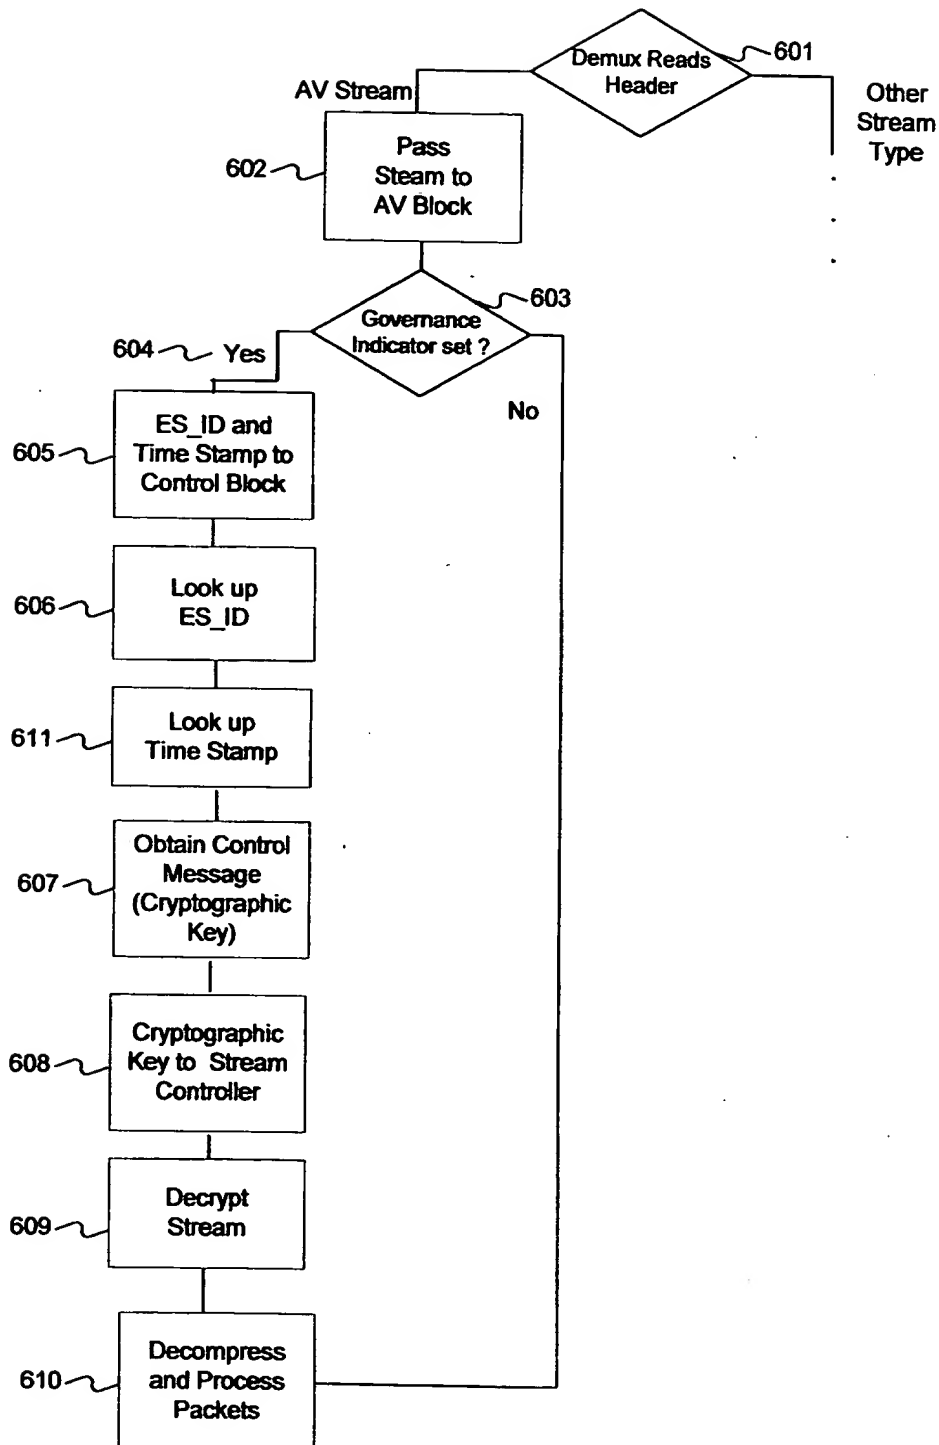 Demux Reads
Header
601
AV Stream
Other
Stream
Type
602
Pass
Steam to
AV Block
603
Governance
Indicator set ?
604
Yes
No
605
ES_ID and
Time Stamp to
Control Block
606
Look up
ES_ID
611
Look up
Time Stamp
607
Obtain Control
Message
(Cryptographic
Key)
608
Cryptographic
Key to Stream
Controller
609
Decrypt
Stream
610
Decompress
and Process
Packets